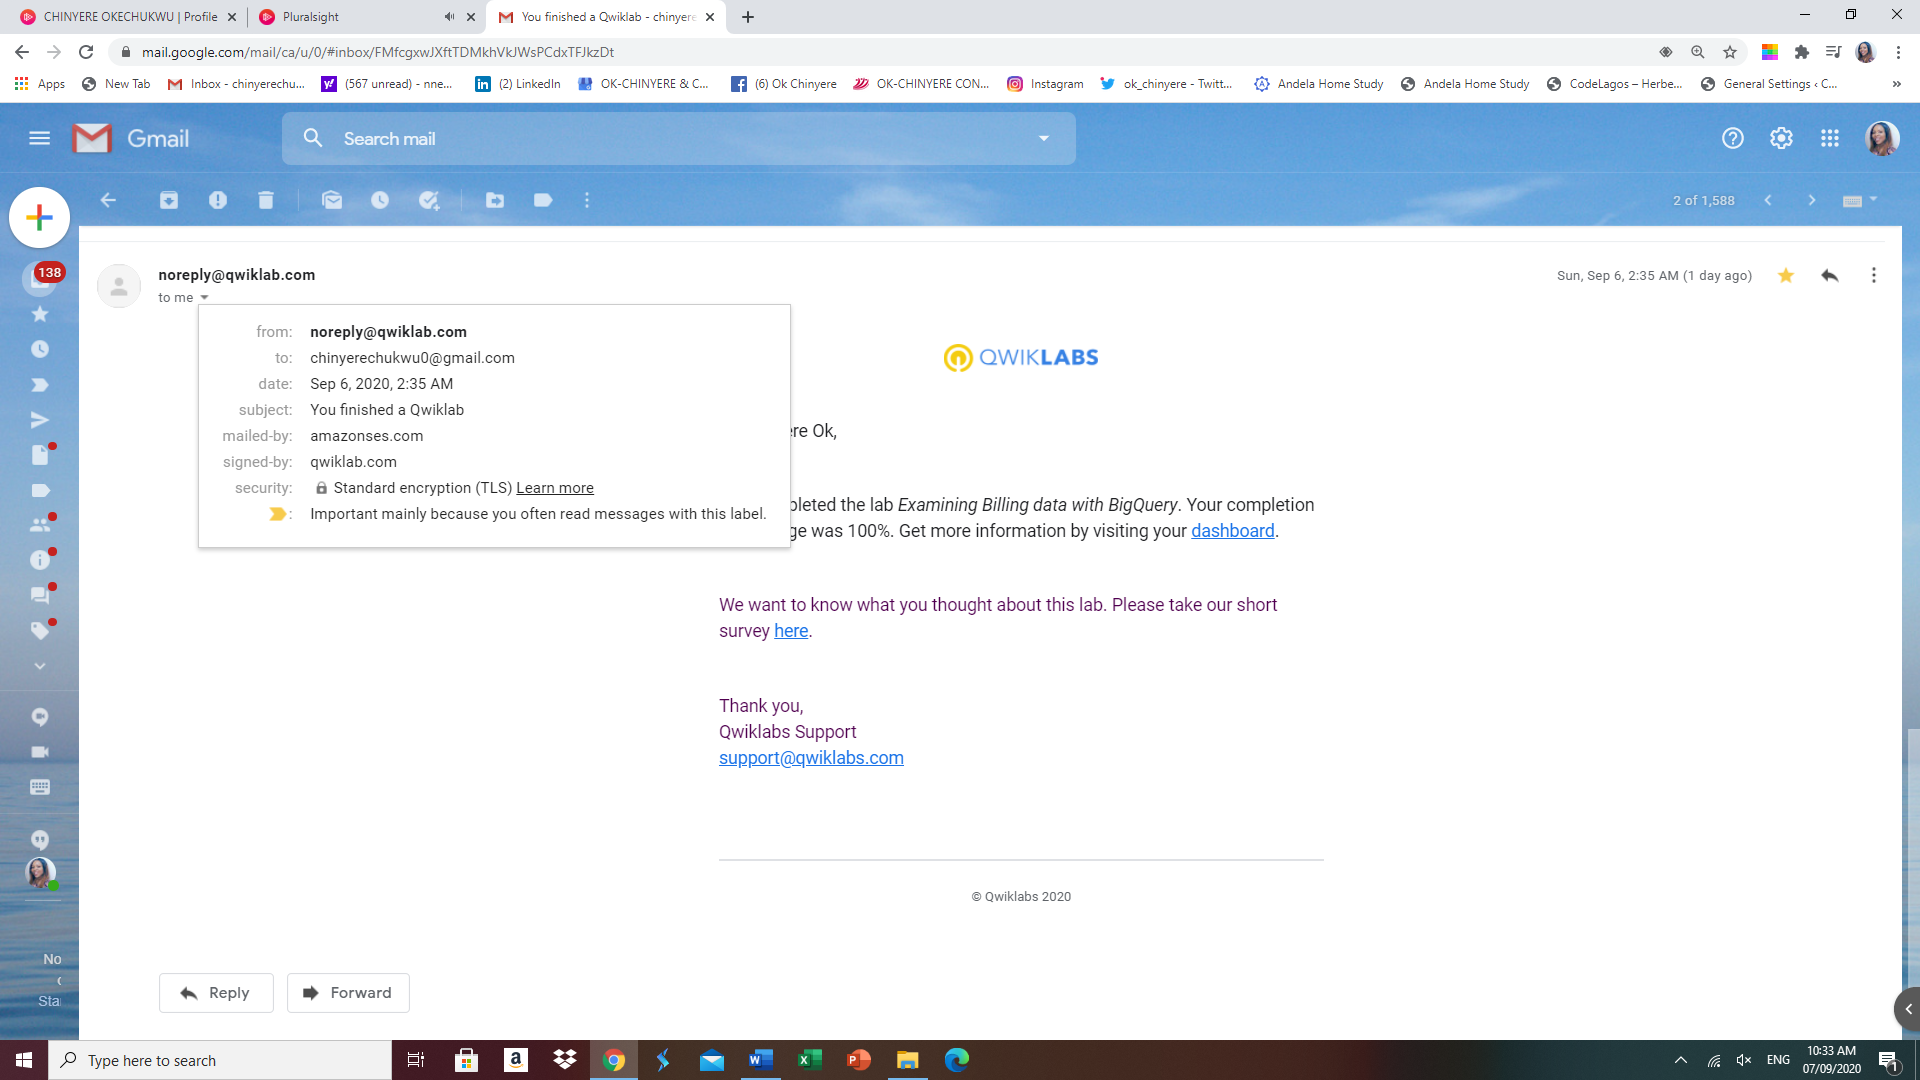 CHINYERE OKECHUKWU | Profile
Pluralsight
You finished a Qwiklab - chinyere
mail.google.com/mail/ca/u/0/#inbox/FMfcgxwJXftTDMkhVkJWsPCdxTFJkzDt
Apps
New Tab
Inbox - chinyerechu...
(567 unread) - nne...
(2) LinkedIn
OK-CHINYERE & C...
(6) Ok Chinyere
OK-CHINYERE CON...
Instagram
ok_chinyere - Twitt...
Andela Home Study
Andela Home Study
CodeLagos – Herbe...
General Settings ‹ C...
»
Gmail
Search mail
2 of 1,588
138
noreply@qwiklab.com
Sun, Sep 6, 2:35 AM (1 day ago)
to me
from: noreply@qwiklab.com
to: chinyerechukwu0@gmail.com
date: Sep 6, 2020, 2:35 AM
subject: You finished a Qwiklab
mailed-by: amazonses.com
signed-by: qwiklab.com
security: Standard encryption (TLS) Learn more
: Important mainly because you often read messages with this label.
QWIKLABS
re Ok,
pleted the lab Examining Billing data with BigQuery. Your completion
ge was 100%. Get more information by visiting your dashboard.
We want to know what you thought about this lab. Please take our short
survey here.
Thank you,
Qwiklabs Support
support@qwiklabs.com
© Qwiklabs 2020
No
Sta
Reply
Forward
Type here to search
ENG
10:33 AM
07/09/2020
1